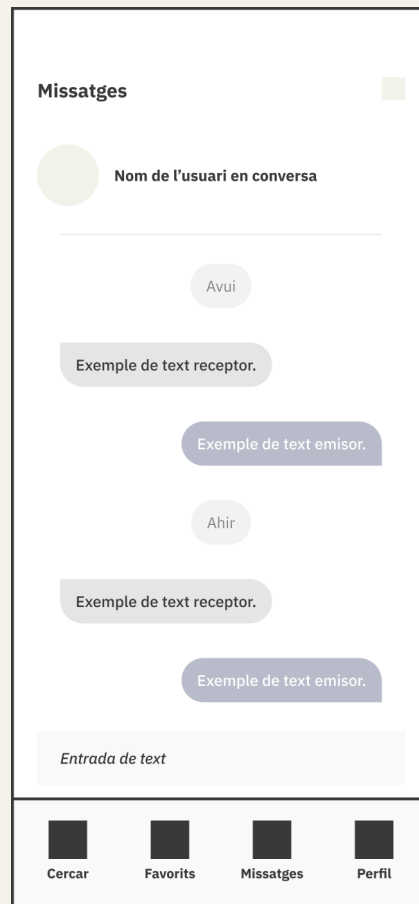 Missatges
Nom de l’usuari en conversa
Avui
Exemple de text receptor.
Exemple de text emisor.
Ahir
Exemple de text receptor.
Exemple de text emisor.
Entrada de text
Cercar Favorits Missatges Perfil